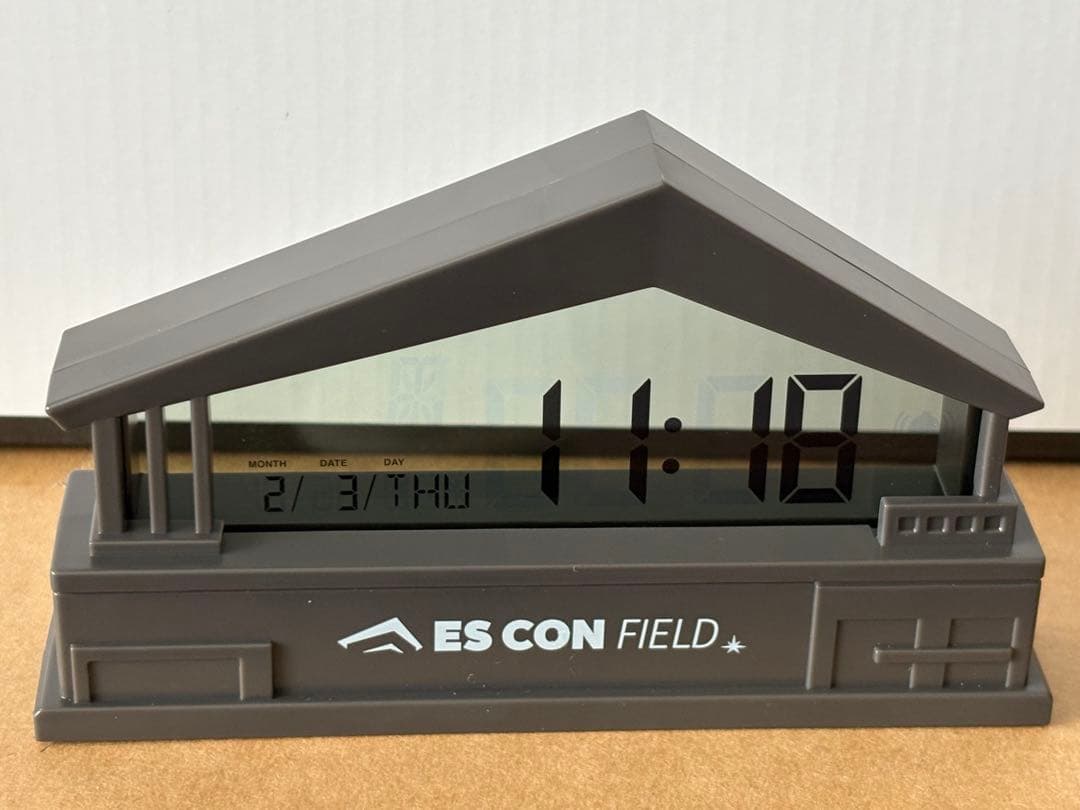 11:18
MONTH DATE DAY
2/ 3/THU
ES CON FIELD